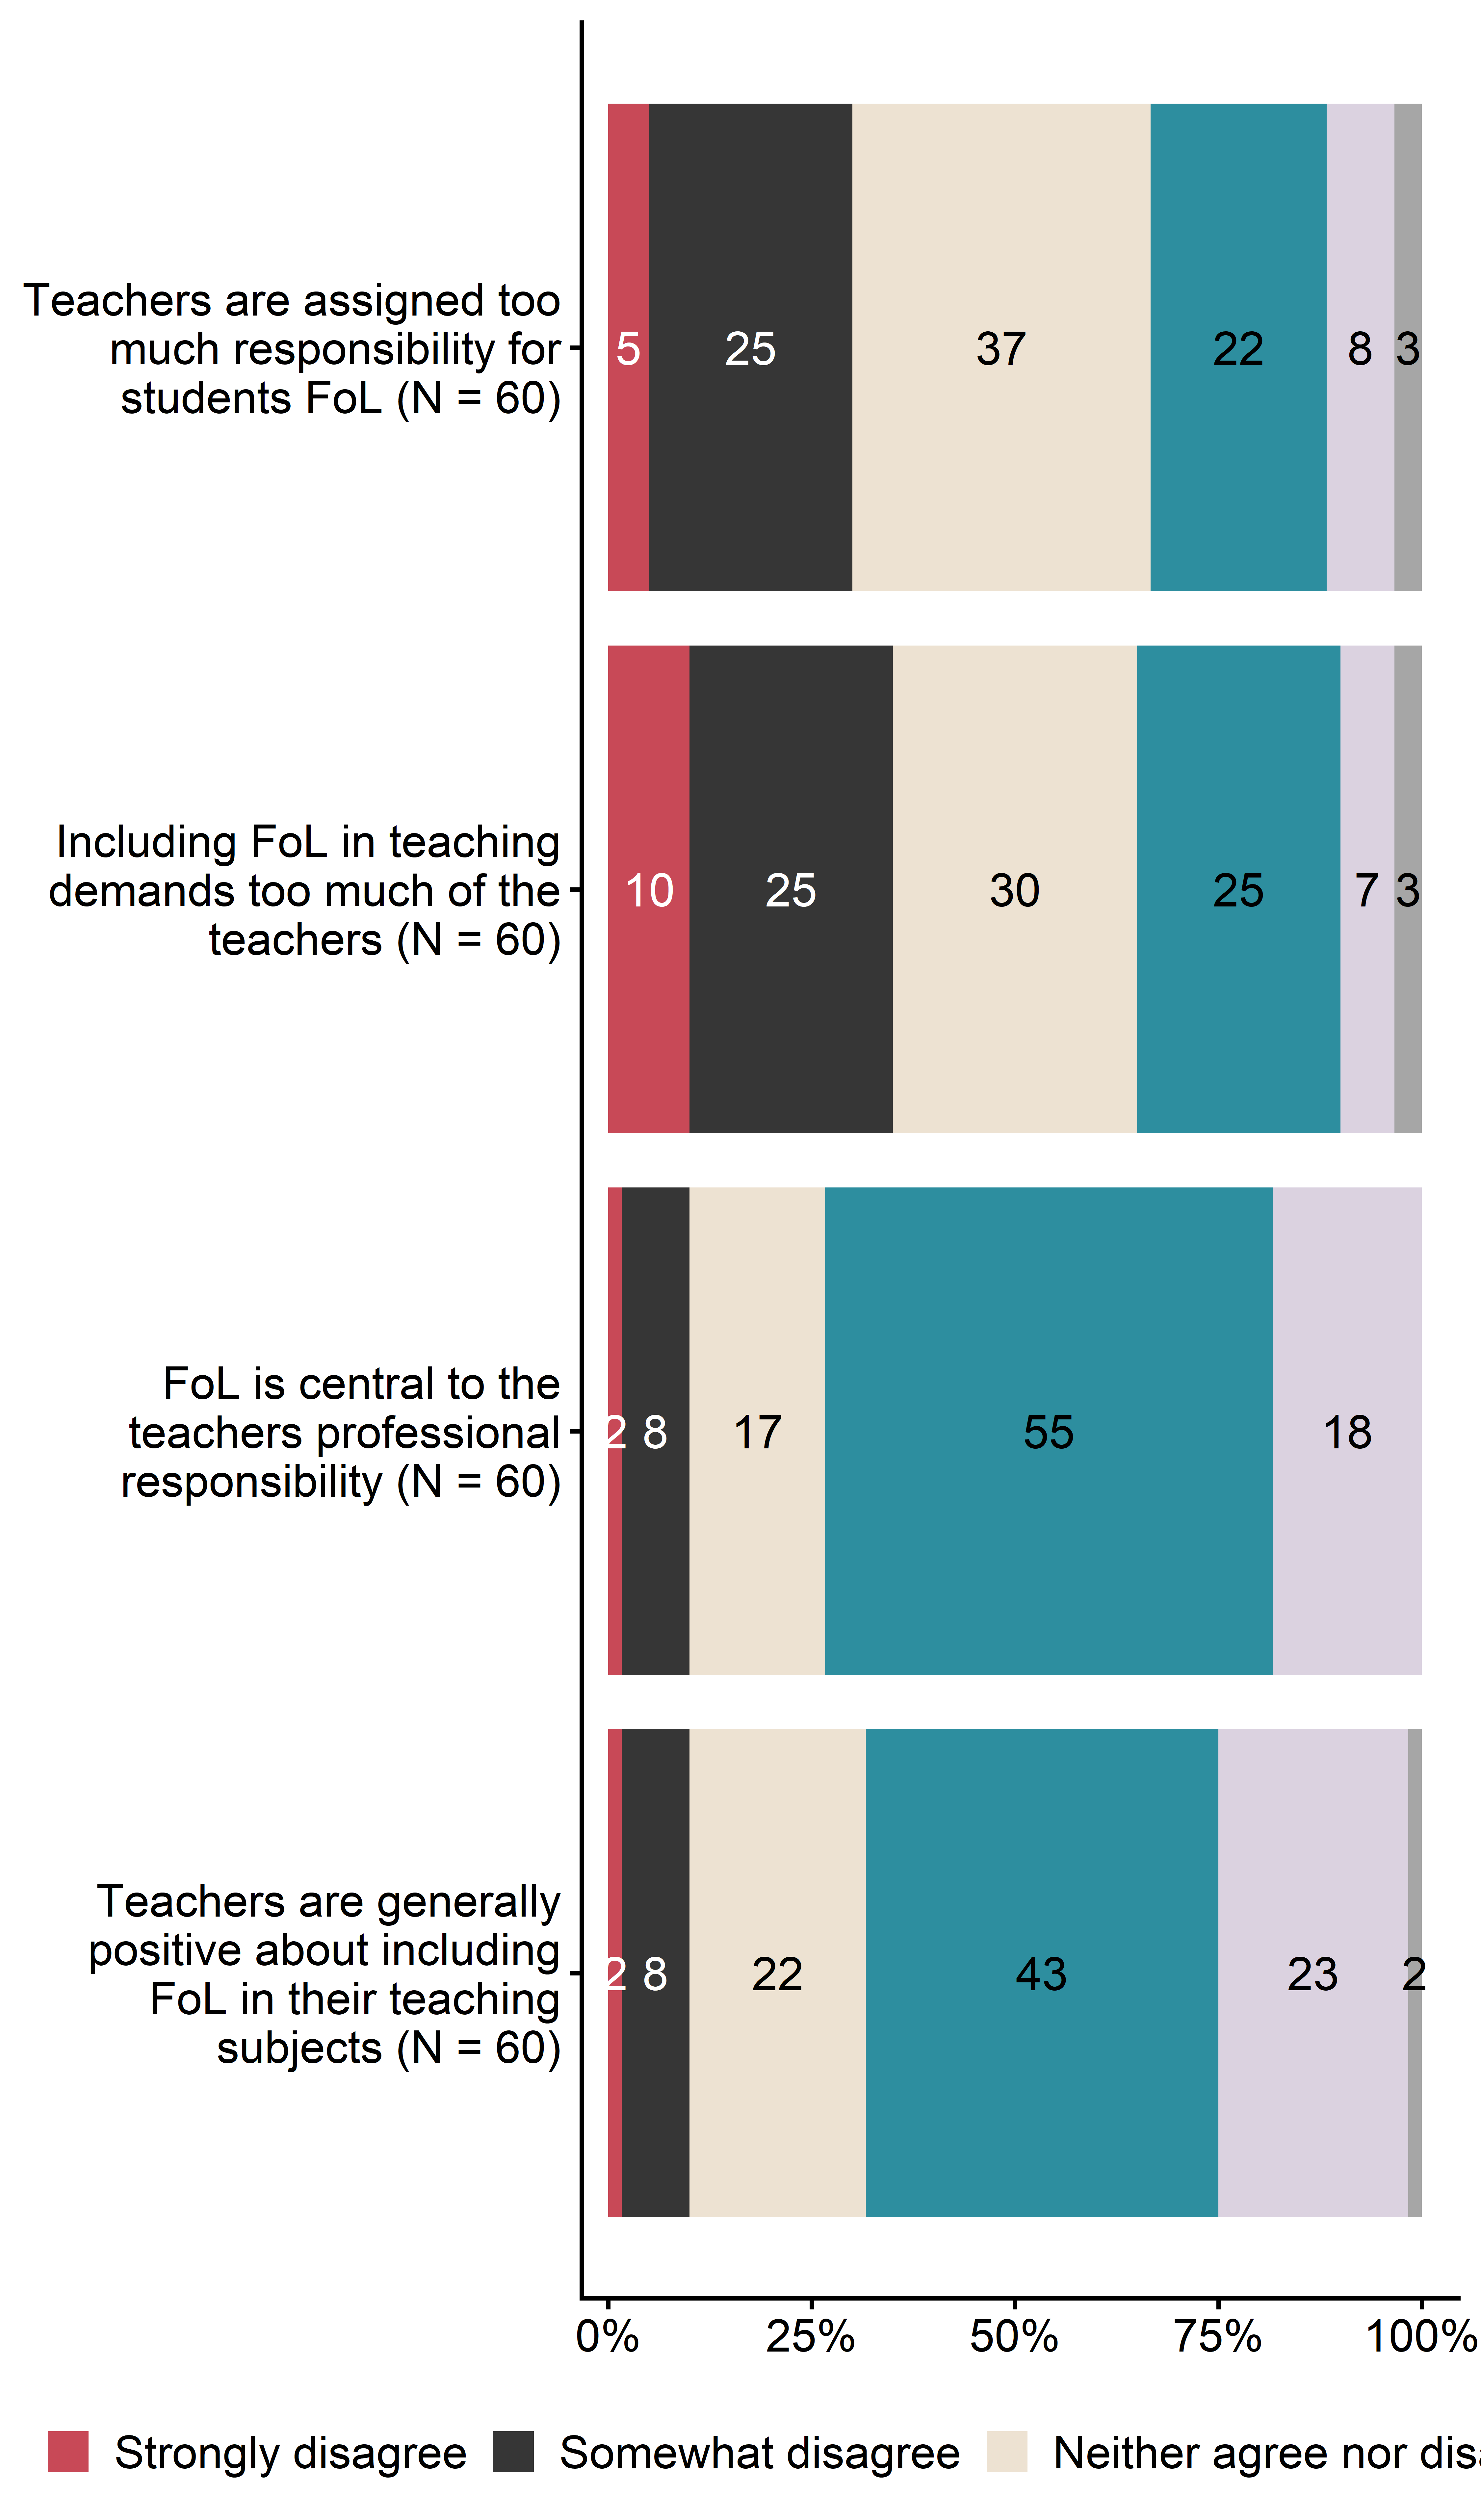 Teachers are assigned too
much responsibility for
students FoL (N = 60)
5 25 37 22 8 3
Including FoL in teaching
demands too much of the
teachers (N = 60)
10 25 30 25 7 3
FoL is central to the
teachers professional
responsibility (N = 60)
2 8 17 55 18
Teachers are generally
positive about including
FoL in their teaching
subjects (N = 60)
2 8 22 43 23 2
0% 25% 50% 75% 100%
Strongly disagree Somewhat disagree Neither agree nor